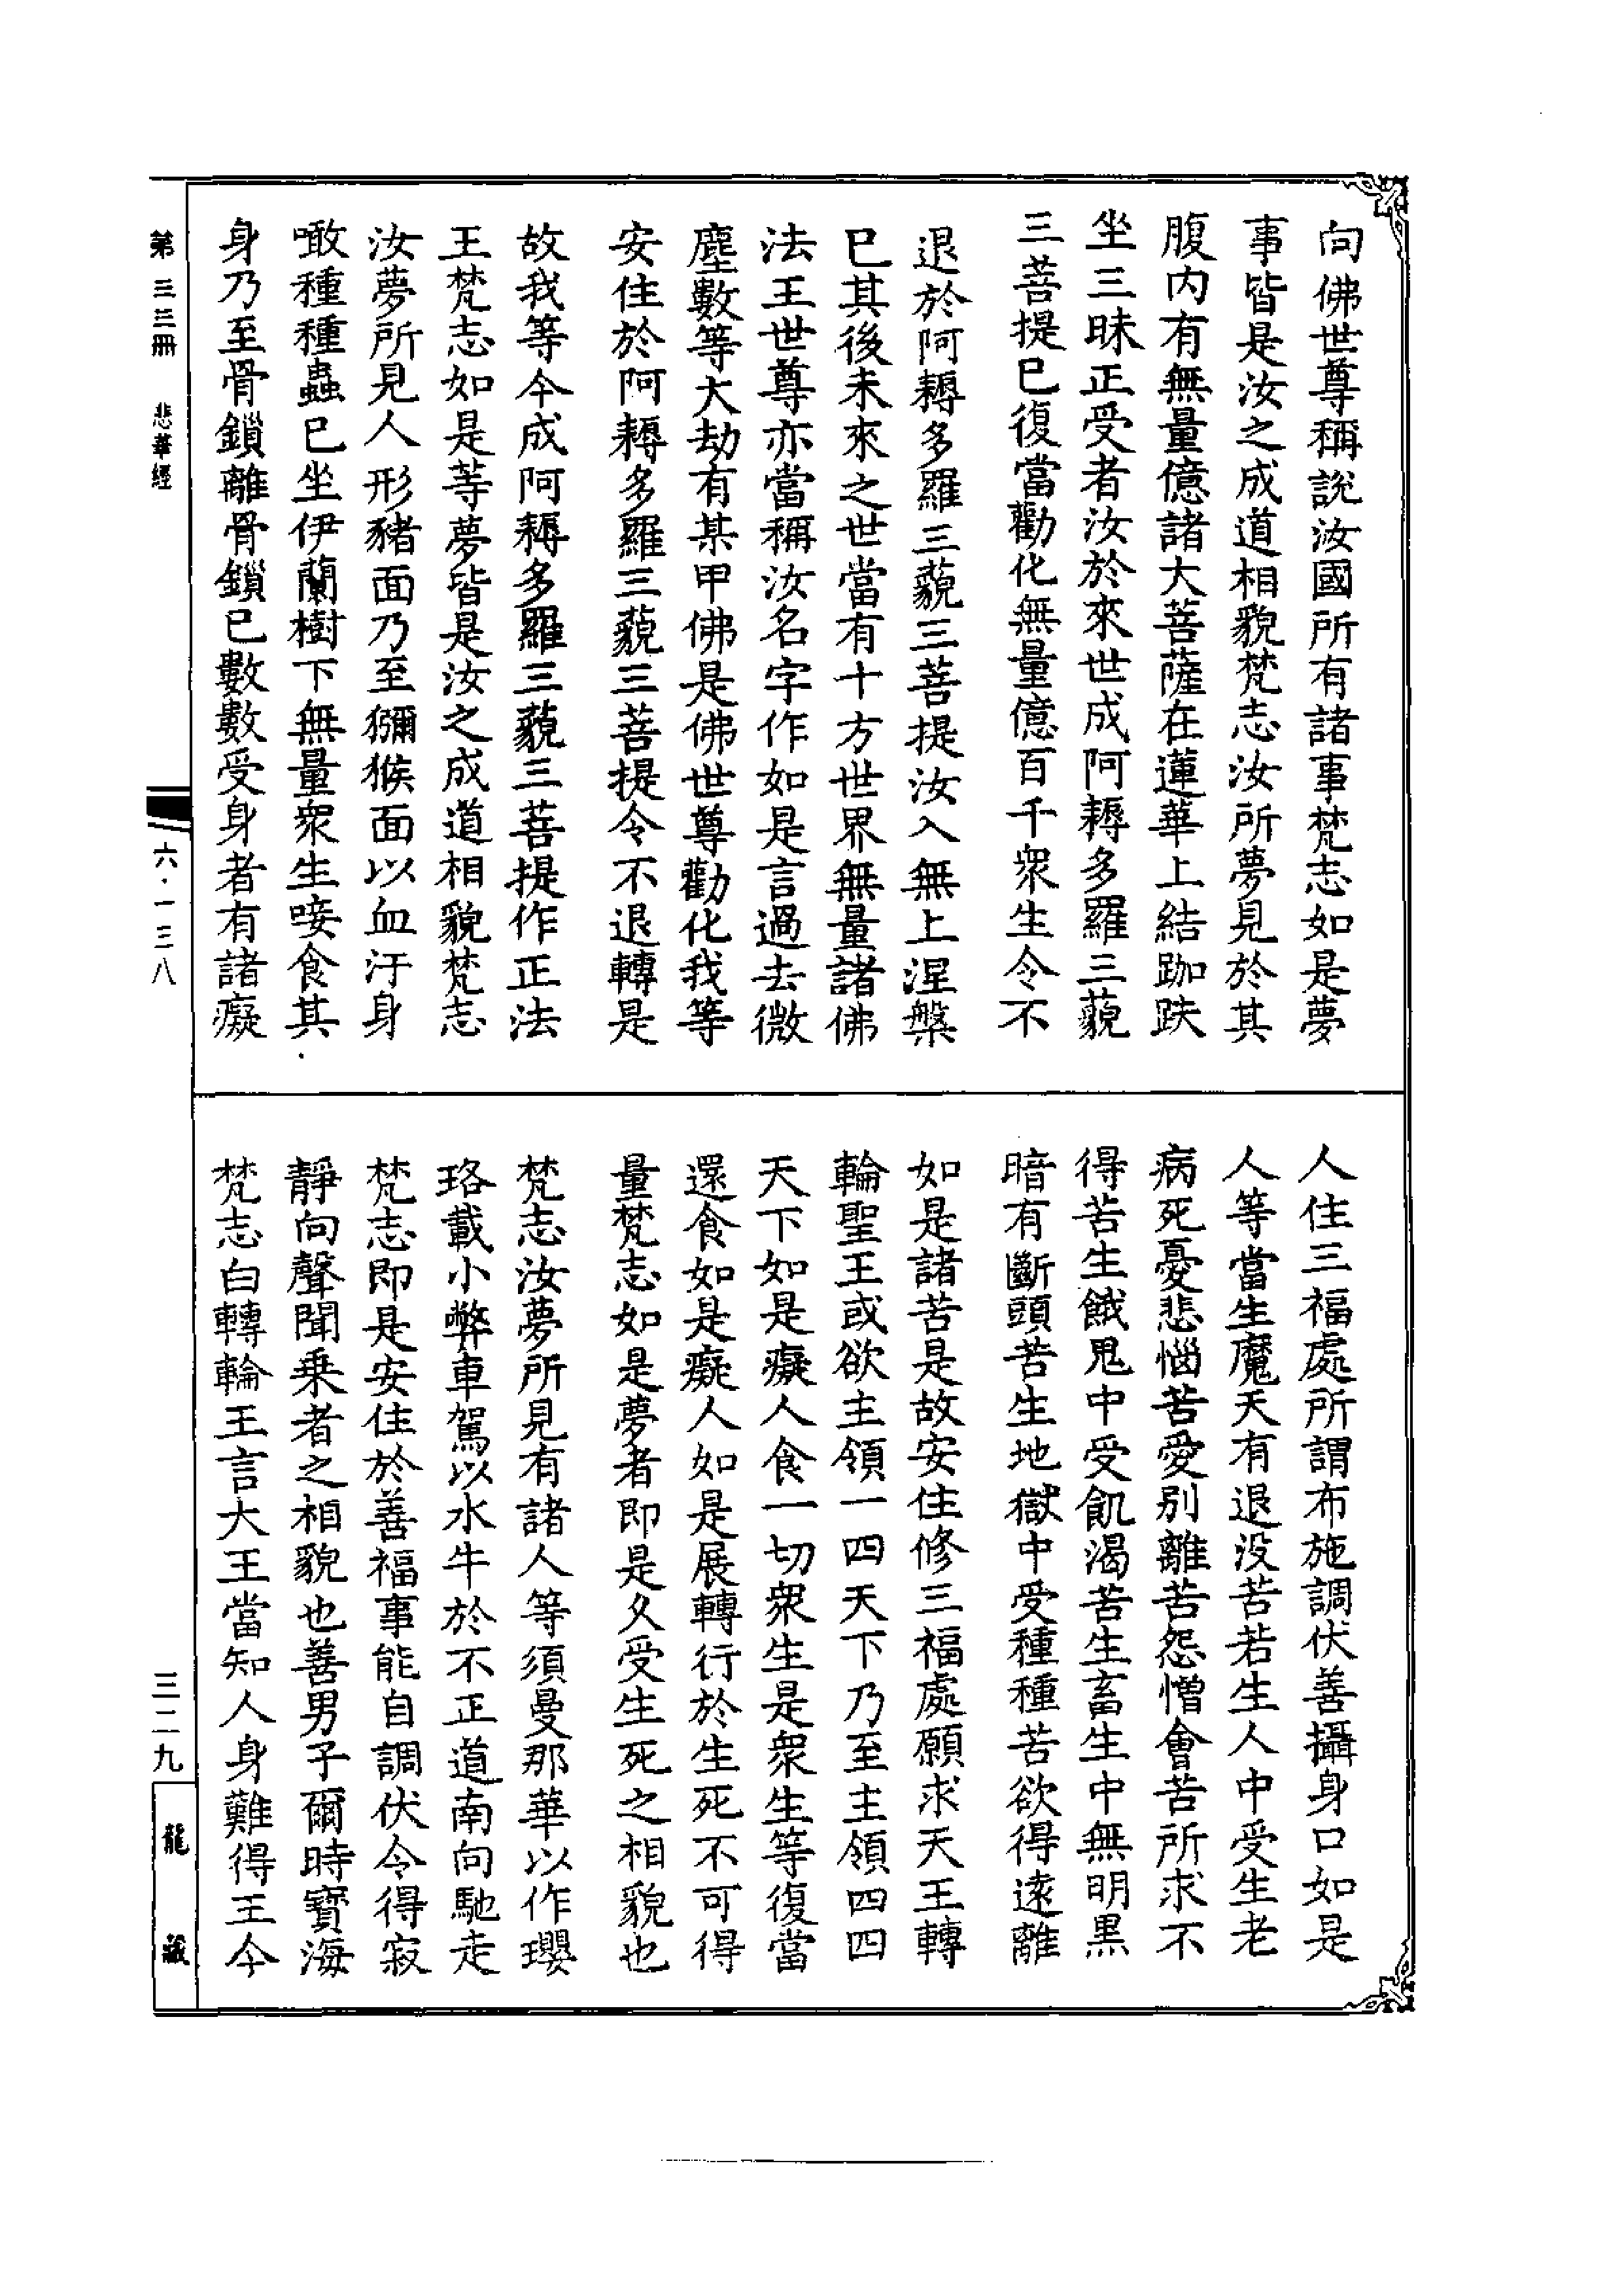 向佛世尊稱說汝國所有諸事梵志如是夢
事皆是汝之成道相貌梵志汝所夢見於其
腹內有無量億諸大菩薩在蓮華上結跏趺
坐三昧正受者汝於來世成阿耨多羅三藐
三菩提已復當勸化無量億百千衆生令不
退於阿耨多羅三藐三菩提汝入無上涅槃
已其後未來之世當有十方世界無量諸佛
法王世尊亦當稱汝名字作如是言過去微
塵數等大劫有某甲佛是佛世尊勸化我等
安住於阿耨多羅三藐三菩提令不退轉是
故我等今成阿耨多羅三藐三菩提作正法
王梵志如是等夢皆是汝之成道相貌梵志
汝夢所見人形豬面乃至獼猴面以血汙身
噉種種蟲已坐伊蘭樹下無量衆生唼食其
身乃至骨鎖離骨鎖已數數受身者有諸癡
人住三福處所謂布施調伏善攝身口如是
人等當生魔天有退没苦若生人中受生老
病死憂悲惱苦愛別離苦怨憎會苦所求不
得苦生餓鬼中受飢渴苦生畜生中無明黑
暗有斷頭苦生地獄中受種種苦欲得遠離
如是諸苦是故安住修三福處願求天王轉
輪聖王或欲主領一四天下乃至主領四四
天下如是癡人食一切衆生是衆生等復當
還食如是癡人如是展轉行於生死不可得
量梵志如是夢者即是久受生死之相貌也
梵志汝夢所見有諸人等須曼那華以作瓔
珞載小弊車駕以水牛於不正道南向馳走
梵志即是安住於善福事能自調伏令得寂
靜向聲聞乘者之相貌也善男子爾時寶海
梵志白轉輪王言大王當知人身難得王今
第三三冊 悲華經
六·一三八
三二九
龍藏